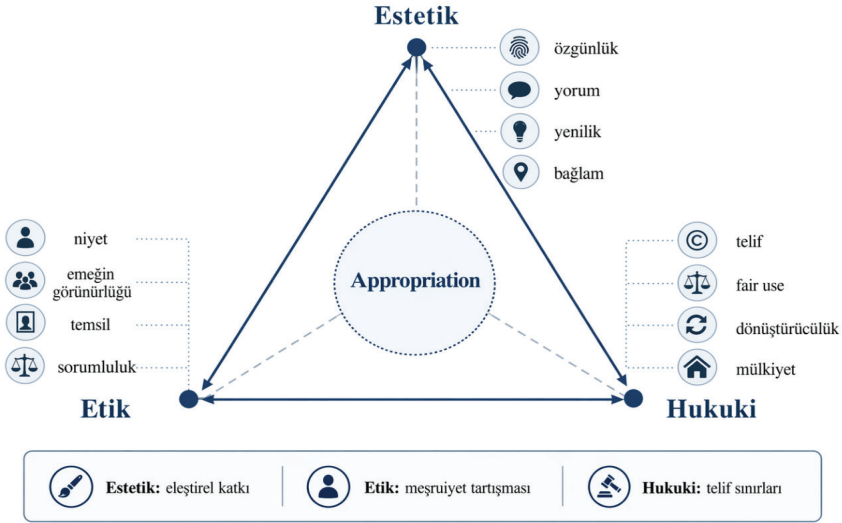 Estetik
özgünlük
yorum
yenilik
bağlam
niyet
emeğin
görünürlüğü
temsil
sorumluluk
Appropriation
©
telif
fair use
dönüştürücülük
mülkiyet
Etik
Hukuki
Estetik: eleştirel katkı
Etik: meşruiyet tartışması
Hukuki: telif sınırları